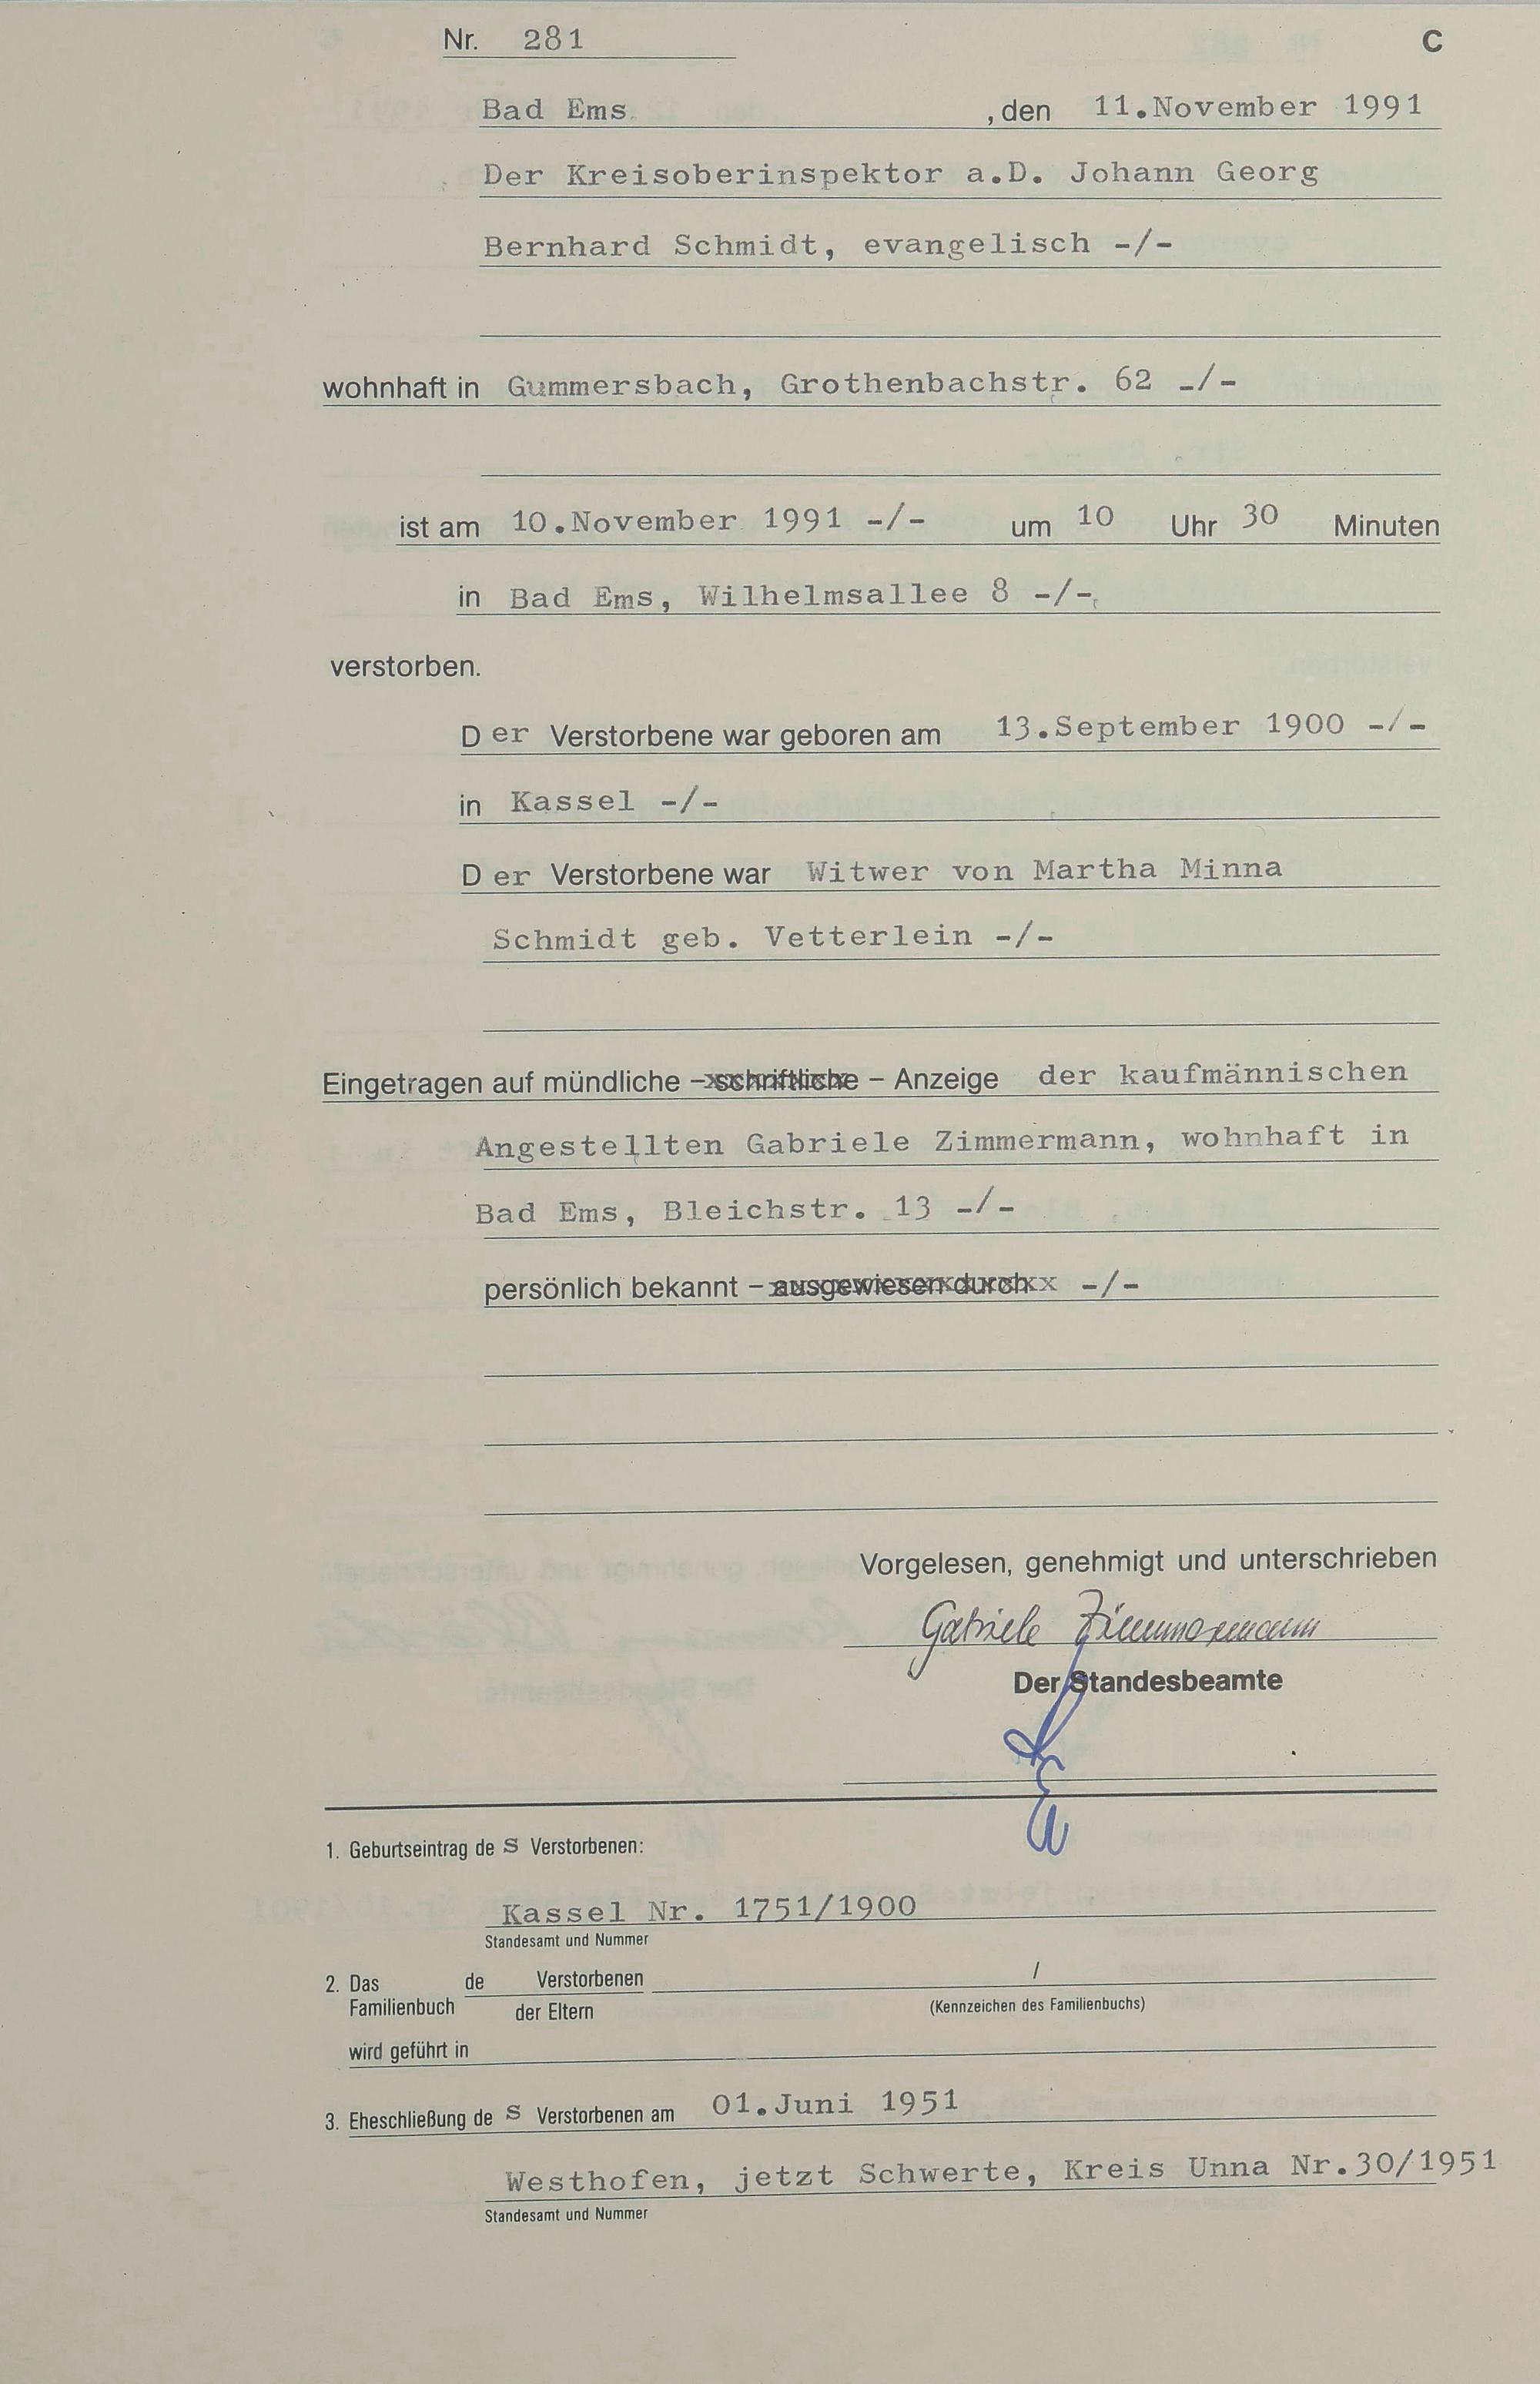 Nr. 281 C
Bad Ems , den 11.November 1991
Der Kreisoberinspektor a.D. Johann Georg
Bernhard Schmidt, evangelisch -/-
wohnhaft in Gummersbach, Grothenbachstr. 62 -/-
ist am 10.November 1991 -/- um 10 Uhr 30 Minuten
in Bad Ems, Wilhelmsallee 8 -/-
verstorben.
Der Verstorbene war geboren am 13.September 1900 -/-
in Kassel -/-
Der Verstorbene war Witwer von Martha Minna
Schmidt geb. Vetterlein -/-
Eingetragen auf mündliche – schriftliche – Anzeige der kaufmännischen
Angestellten Gabriele Zimmermann, wohnhaft in
Bad Ems, Bleichstr. 13 -/-
persönlich bekannt – ausgewiesen durch -/-
Vorgelesen, genehmigt und unterschrieben
Gabriele Zimmermann
Der Standesbeamte
1. Geburtseintrag des Verstorbenen:
Kassel Nr. 1751/1900
Standesamt und Nummer
2. Das de Verstorbenen /
Familienbuch der Eltern (Kennzeichen des Familienbuchs)
wird geführt in
3. Eheschließung des Verstorbenen am 01.Juni 1951
Westhofen, jetzt Schwerte, Kreis Unna Nr.30/1951
Standesamt und Nummer